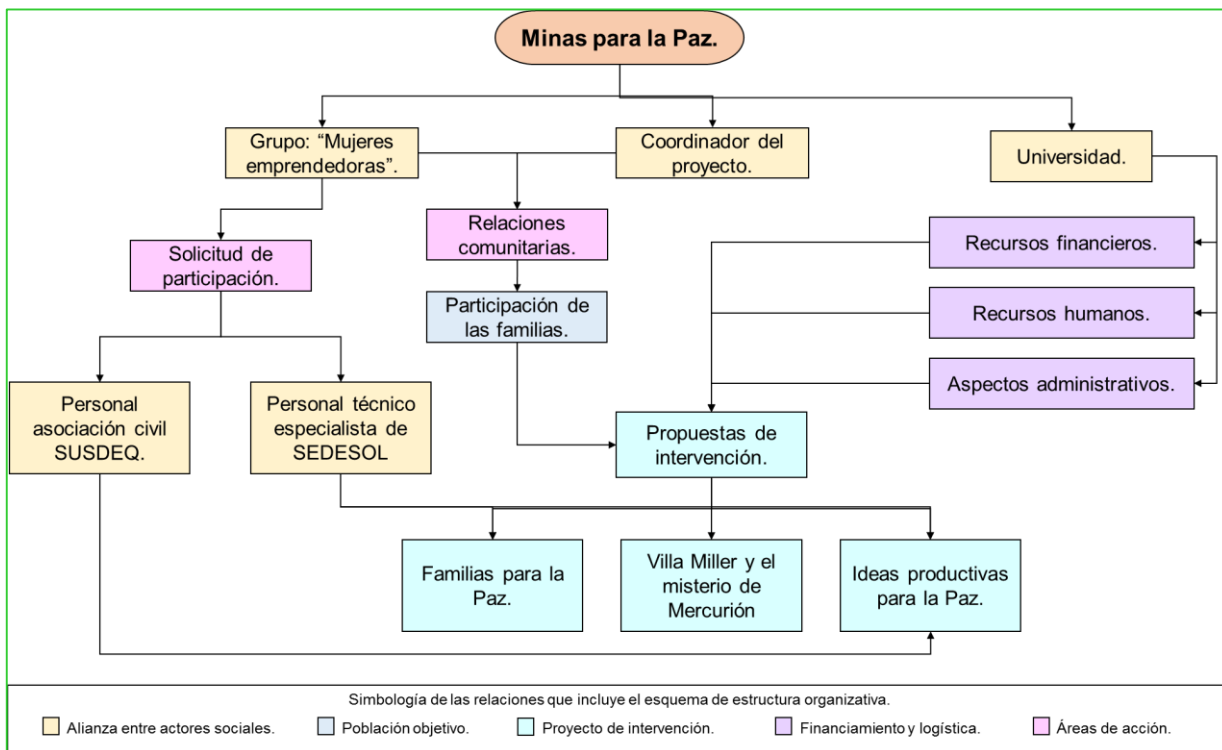 Minas para la Paz.
Grupo: “Mujeres
emprendedoras”.
Coordinador del
proyecto.
Universidad.
Solicitud de
participación.
Relaciones
comunitarias.
Recursos financieros.
Participación de
las familias.
Recursos humanos.
Aspectos administrativos.
Personal
asociación civil
SUSDEQ.
Personal técnico
especialista de
SEDESOL
Propuestas de
intervención.
Familias para la
Paz.
Villa Miller y el
misterio de
Mercurión
Ideas productivas
para la Paz.
Simbología de las relaciones que incluye el esquema de estructura organizativa.
Alianza entre actores sociales.
Población objetivo.
Proyecto de intervención.
Financiamiento y logística.
Áreas de acción.